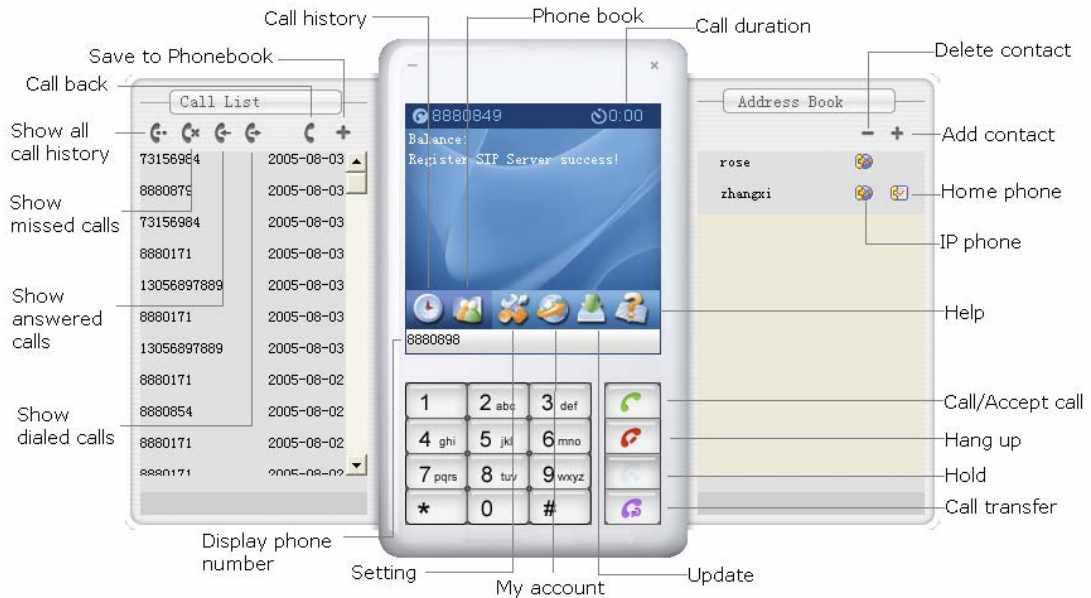 Call history
Phone book
Call duration
Save to Phonebook
Delete contact
Call back
Call List
Address Book
Show all
call history
Add contact
8880849
0:00
Balance:
Register SIP Server success!
73156984 2005-08-03
8880879 2005-08-03
73156984 2005-08-03
8880171 2005-08-03
13056897889 2005-08-03
8880171 2005-08-03
13056897889 2005-08-03
8880171 2005-08-02
8880854 2005-08-02
8880171 2005-08-02
8880171 2005-08-02
rose
zhangxi
Home phone
IP phone
Show
missed calls
Show
answered
calls
Help
8880898
Show
dialed calls
1 2 abc 3 def
4 ghi 5 jkl 6 mno
7 pqrs 8 tuv 9 wxyz
* 0 #
Call/Accept call
Hang up
Hold
Call transfer
Display phone
number
Setting
My account
Update